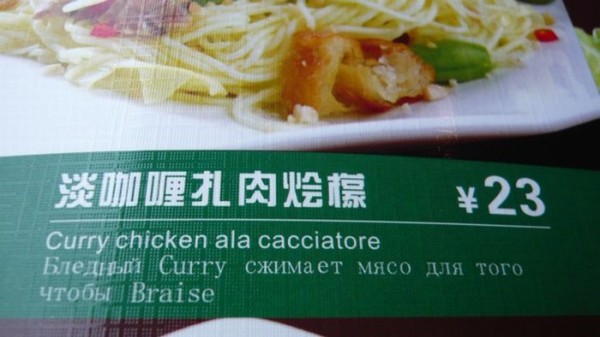 淡咖喱扎肉烩檬 ¥23
Curry chicken ala cacciatore
Бледный Curry сжимает мясо для того
чтобы Braise